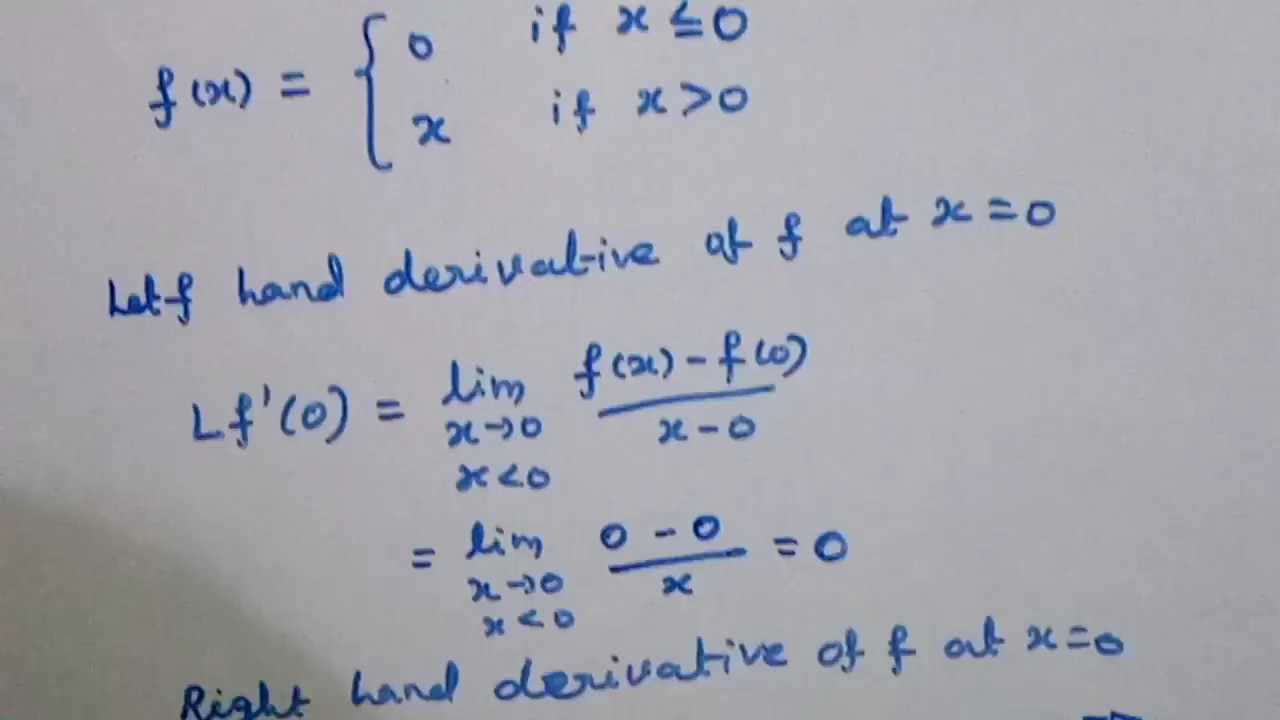 f(x) = { 0 if x ≤ 0
x if x > 0
Left hand derivative of f at x = 0
Lf'(0) = lim x→0 x<0 f(x) - f(0) / x - 0
= lim x→0 x<0 0 - 0 / x = 0
Right hand derivative of f at x = 0